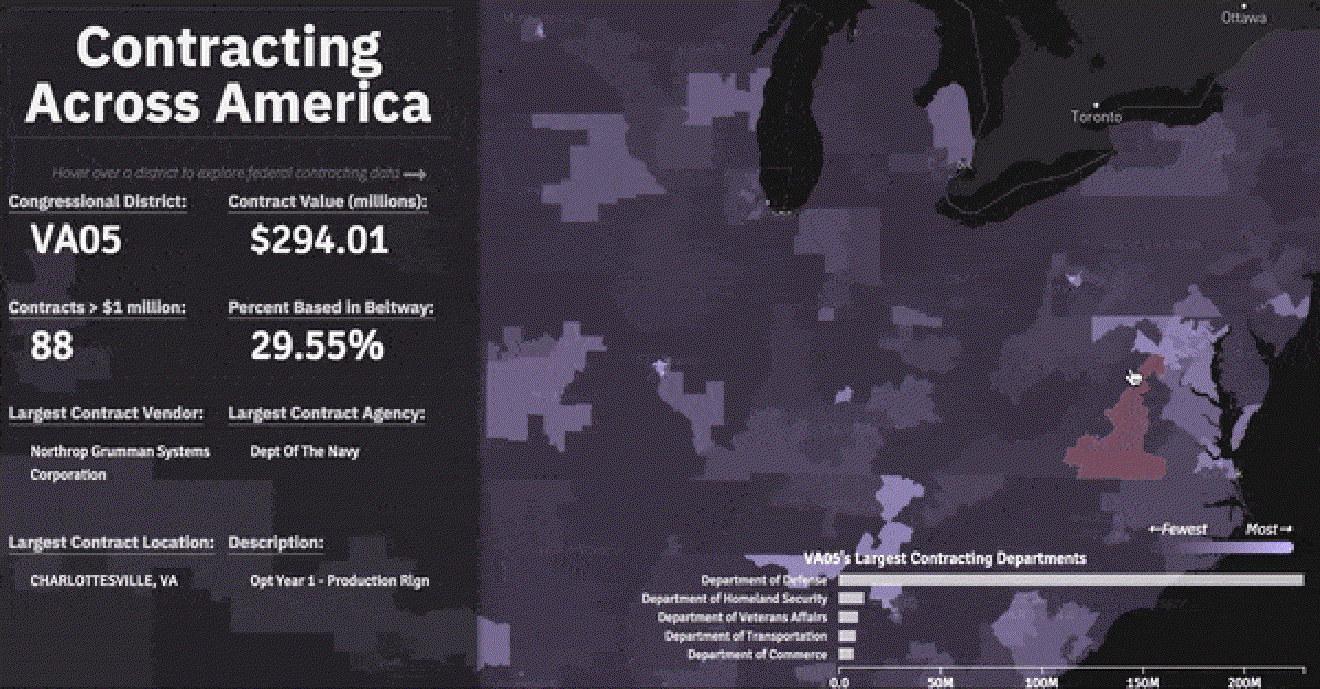 Contracting
Across America
Hover over a district to explore federal contracting data →
Congressional District:
Contract Value (millions):
VA05
$294.01
Contracts > $1 million:
Percent Based in Beltway:
88
29.55%
Largest Contract Vendor:
Largest Contract Agency:
Northrop Grumman Systems
Corporation
Dept Of The Navy
Largest Contract Location:
Description:
CHARLOTTESVILLE, VA
Opt Year 1 - Production Rlgn
Ottawa
Toronto
←Fewest
Most→
VA05's Largest Contracting Departments
Department of Defense
Department of Homeland Security
Department of Veterans Affairs
Department of Transportation
Department of Commerce
0.0
50M
100M
150M
200M